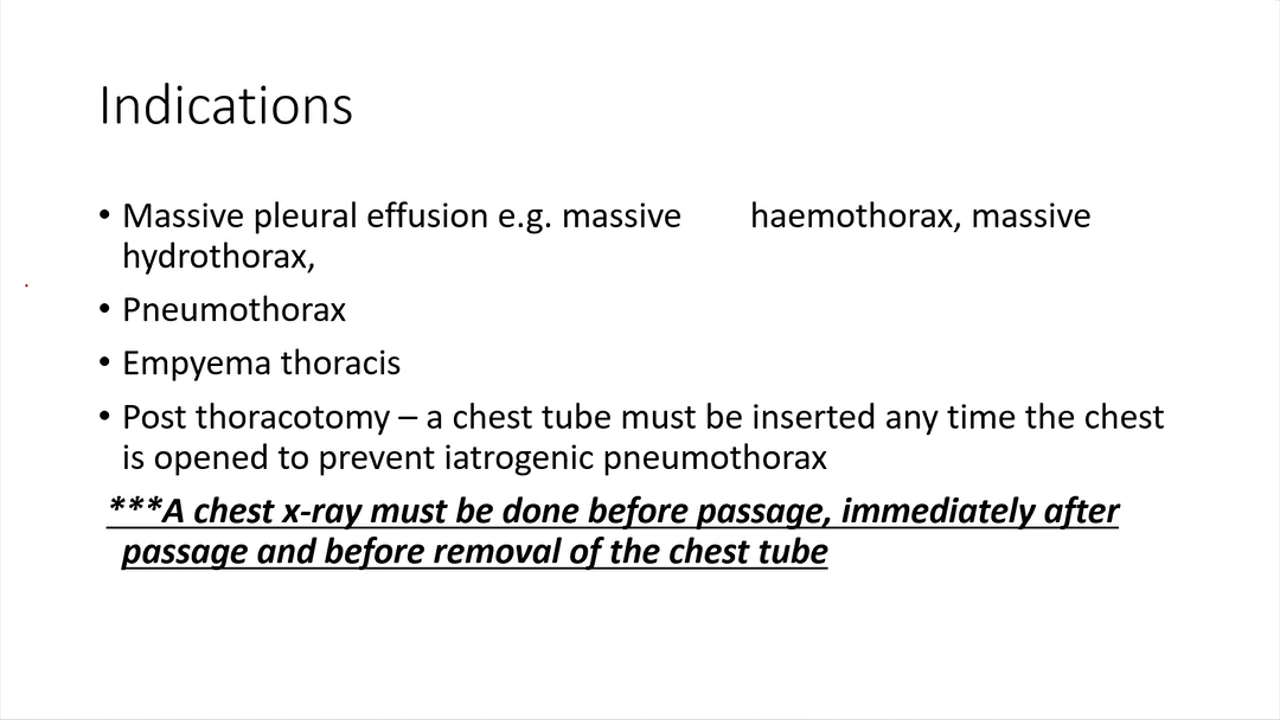 Indications
• Massive pleural effusion e.g. massive haemothorax, massive
hydrothorax,
• Pneumothorax
• Empyema thoracis
• Post thoracotomy – a chest tube must be inserted any time the chest
is opened to prevent iatrogenic pneumothorax
***A chest x-ray must be done before passage, immediately after
passage and before removal of the chest tube